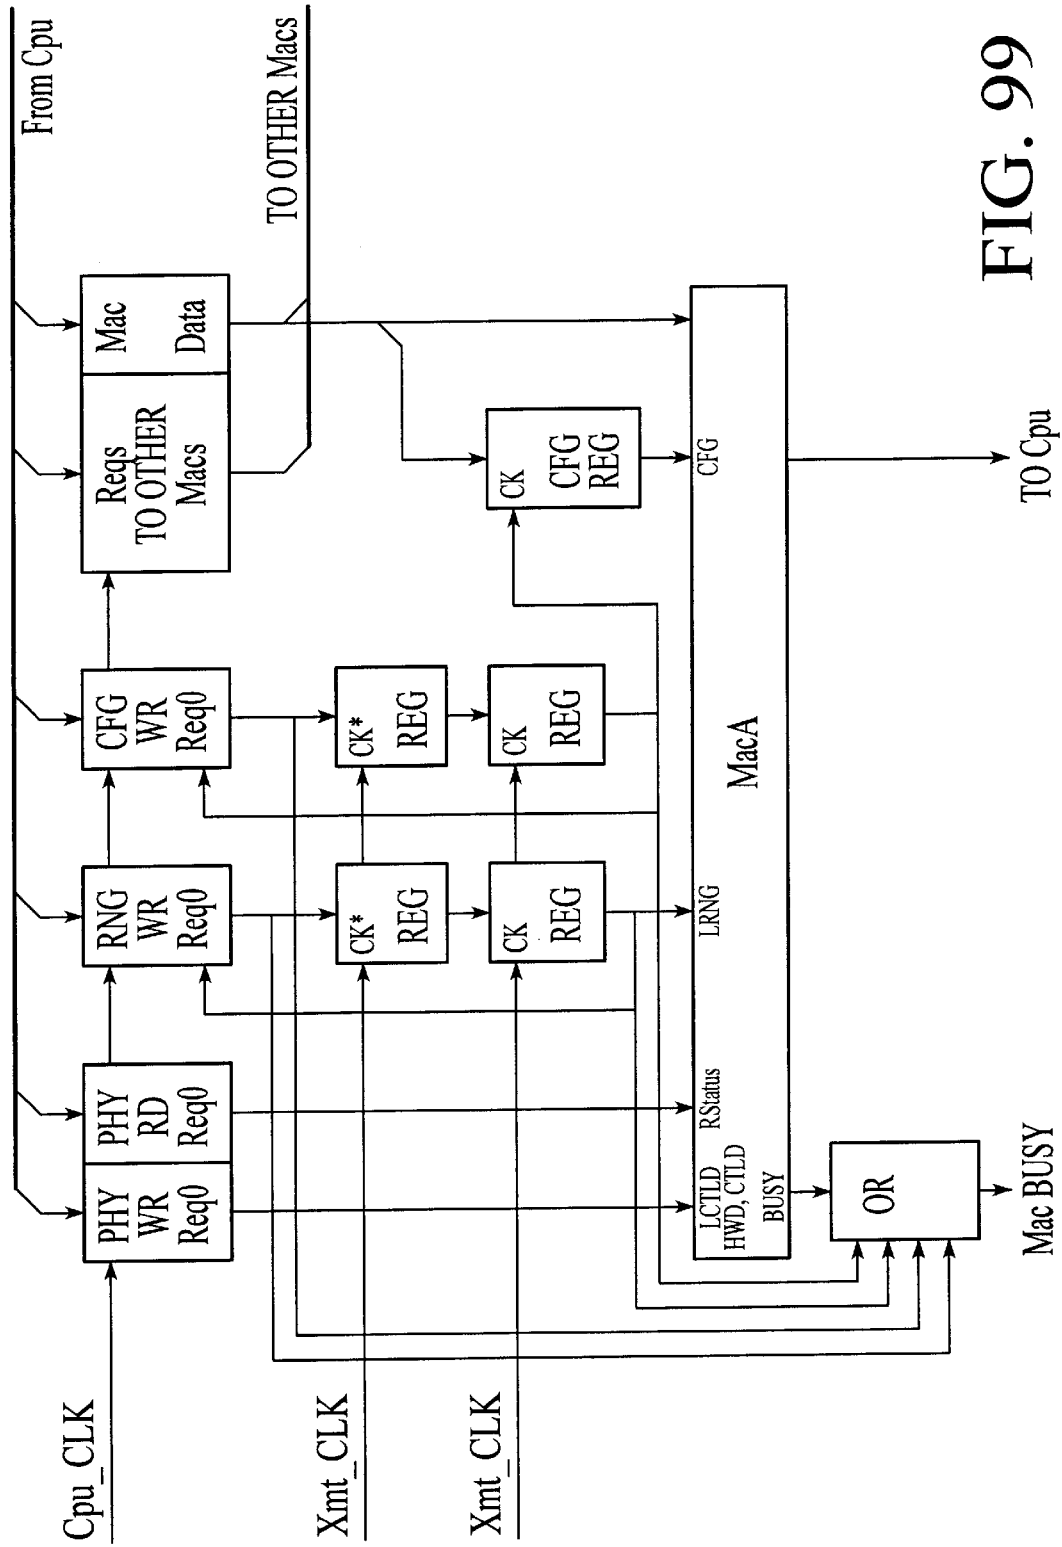 From Cpu
PHY
WR
Req0
PHY
RD
Req0
RNG
WR
Req0
CFG
WR
Req0
Reqs
TO OTHER
Macs
Mac
Data
TO OTHER Macs
Cpu_CLK
CK*
REG
CK*
REG
Xmt_CLK
CK
REG
CK
REG
CK
CFG
REG
Xmt_CLK
LCTLD
HWD, CTLD
BUSY
RStatus
LRNG
CFG
MacA
OR
Mac BUSY
TO Cpu
FIG. 99